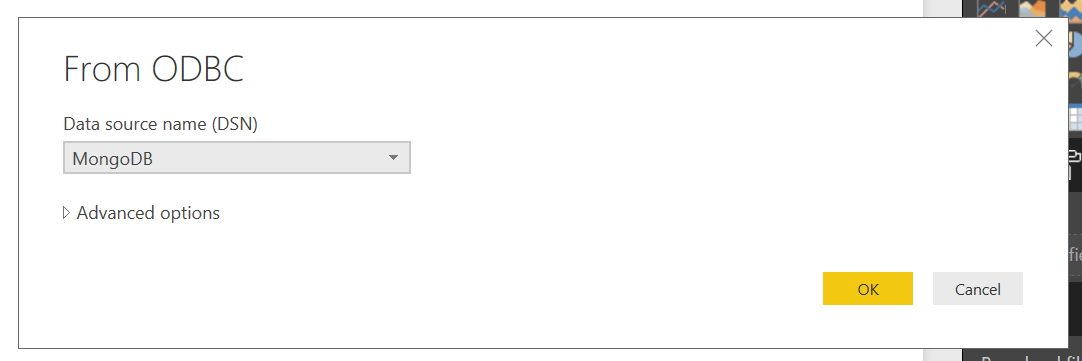 From ODBC
Data source name (DSN)
MongoDB
Advanced options
OK
Cancel